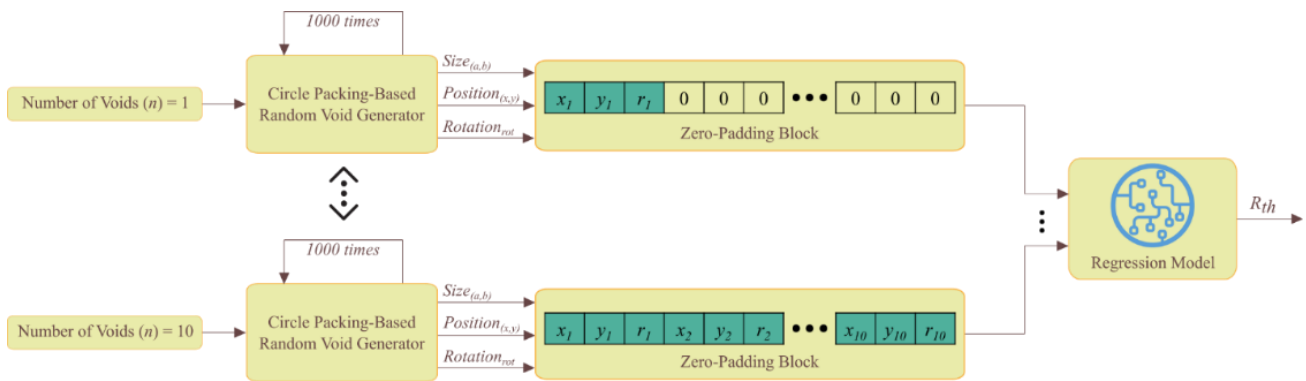 1000 times
Number of Voids (n) = 1
Circle Packing-Based
Random Void Generator
Size(a,b)
Position(x,y)
Rotationrot
x1 y1 r1 0 0 0 ••• 0 0 0
Zero-Padding Block
1000 times
Number of Voids (n) = 10
Circle Packing-Based
Random Void Generator
Size(a,b)
Position(x,y)
Rotationrot
x1 y1 r1 x2 y2 r2 ••• x10 y10 r10
Zero-Padding Block
Regression Model
Rth